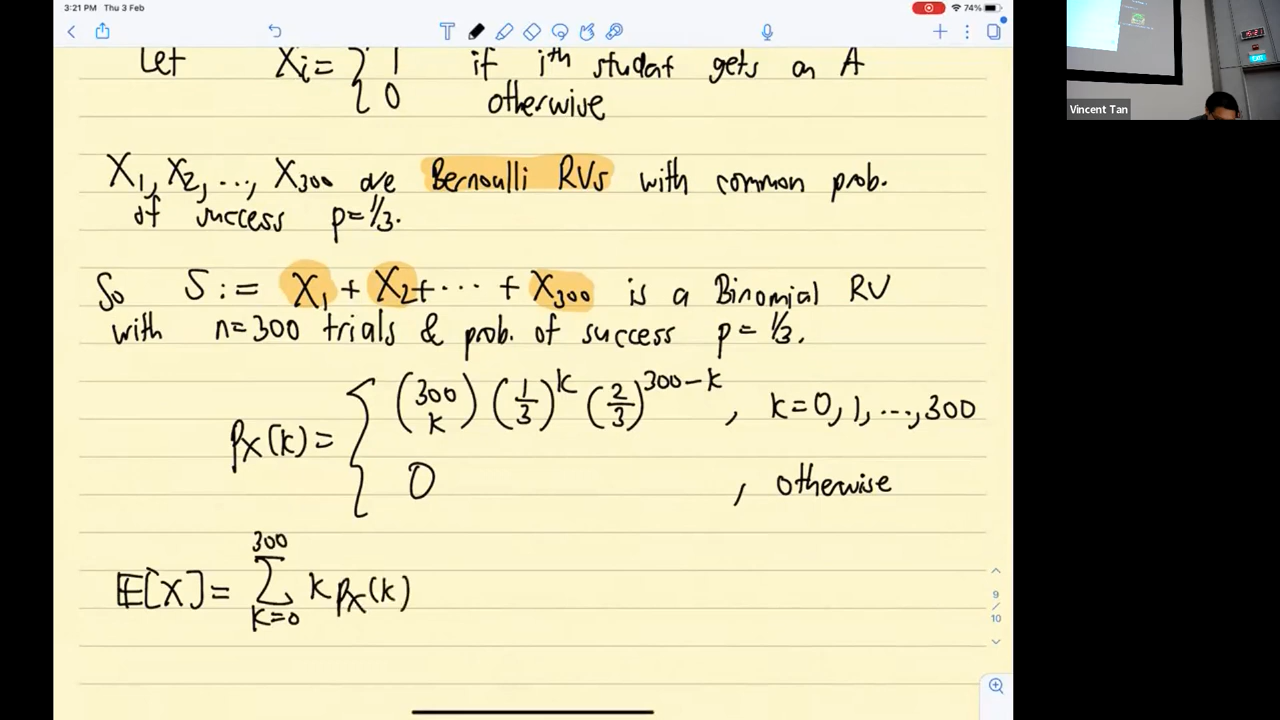 3:21 PM Thu 3 Feb
74%
Let Xi = { 1 if ith student gets an A
0 otherwise
X1, X2, ..., X300 are Bernoulli RVs with common prob.
of success p=1/3.
So S := X1 + X2 + ... + X300 is a Binomial RV
with n=300 trials & prob. of success p = 1/3.
pX(k) = { (300 k) (1/3)^k (2/3)^300-k , k=0, 1, ..., 300
0 , otherwise
𝔼[X] = ∑ k=0 300 k pX(k)
9
/
10
Vincent Tan
EXIT